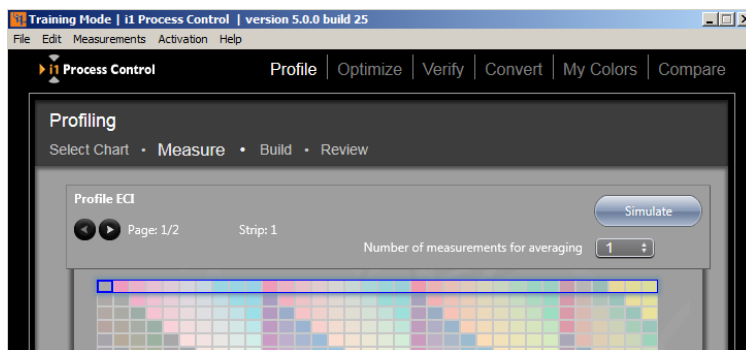 Training Mode | i1 Process Control | version 5.0.0 build 25
File Edit Measurements Activation Help
i1 Process Control Profile Optimize Verify Convert My Colors Compare
Profiling
Select Chart • Measure • Build • Review
Profile ECI
Simulate
Page: 1/2 Strip: 1
Number of measurements for averaging 1